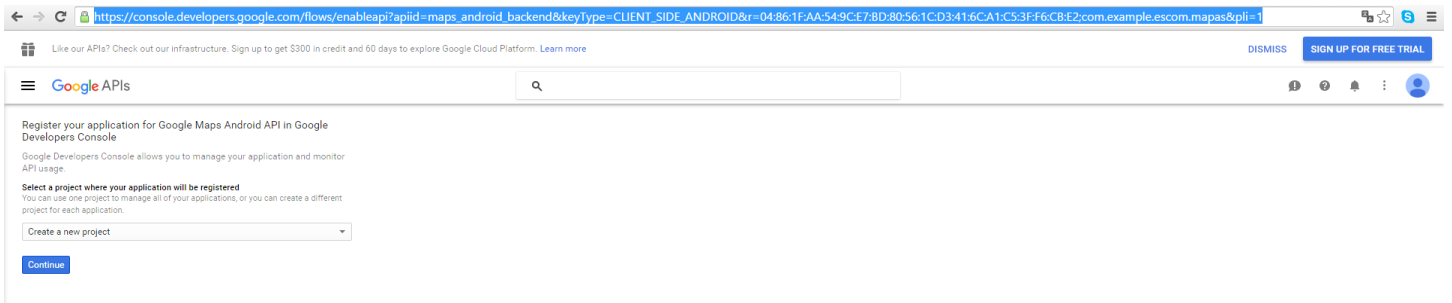 https://console.developers.google.com/flows/enableapi?apiid=maps_android_backend&keyType=CLIENT_SIDE_ANDROID&r=04:86:1F:AA:54:9C:E7:BD:80:56:1C:D3:41:6C:A1:C5:3F:F6:CB:E2;com.example.escom.mapas&pli=1
Like our APIs? Check out our infrastructure. Sign up to get $300 in credit and 60 days to explore Google Cloud Platform. Learn more
DISMISS
SIGN UP FOR FREE TRIAL
Google APIs
Register your application for Google Maps Android API in Google
Developers Console
Google Developers Console allows you to manage your application and monitor
API usage.
Select a project where your application will be registered
You can use one project to manage all of your applications, or you can create a different
project for each application.
Create a new project
Continue